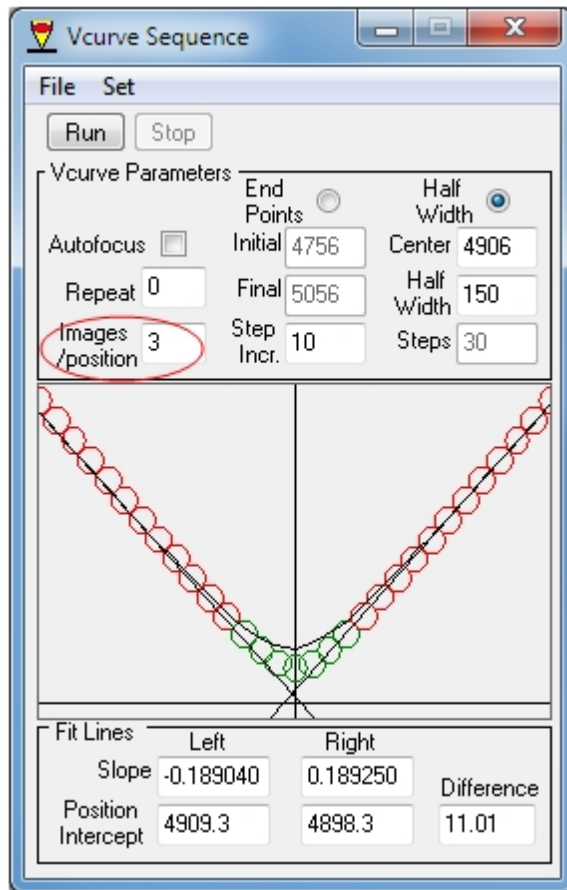 Vcurve Sequence
File Set
Run Stop
Vcurve Parameters
End Points
Half Width
Autofocus
Initial 4756
Center 4906
Repeat 0
Final 5056
Half Width 150
Images /position 3
Step Incr. 10
Steps 30
Fit Lines
Left Right
Slope -0.189040 0.189250
Difference
Position Intercept 4909.3 4898.3 11.01